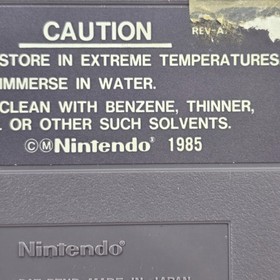 CAUTION
REV-A
STORE IN EXTREME TEMPERATURES
IMMERSE IN WATER.
CLEAN WITH BENZENE, THINNER,
OR OTHER SUCH SOLVENTS.
©Ⓜ Nintendo® 1985
Nintendo®
MADE IN JAPAN